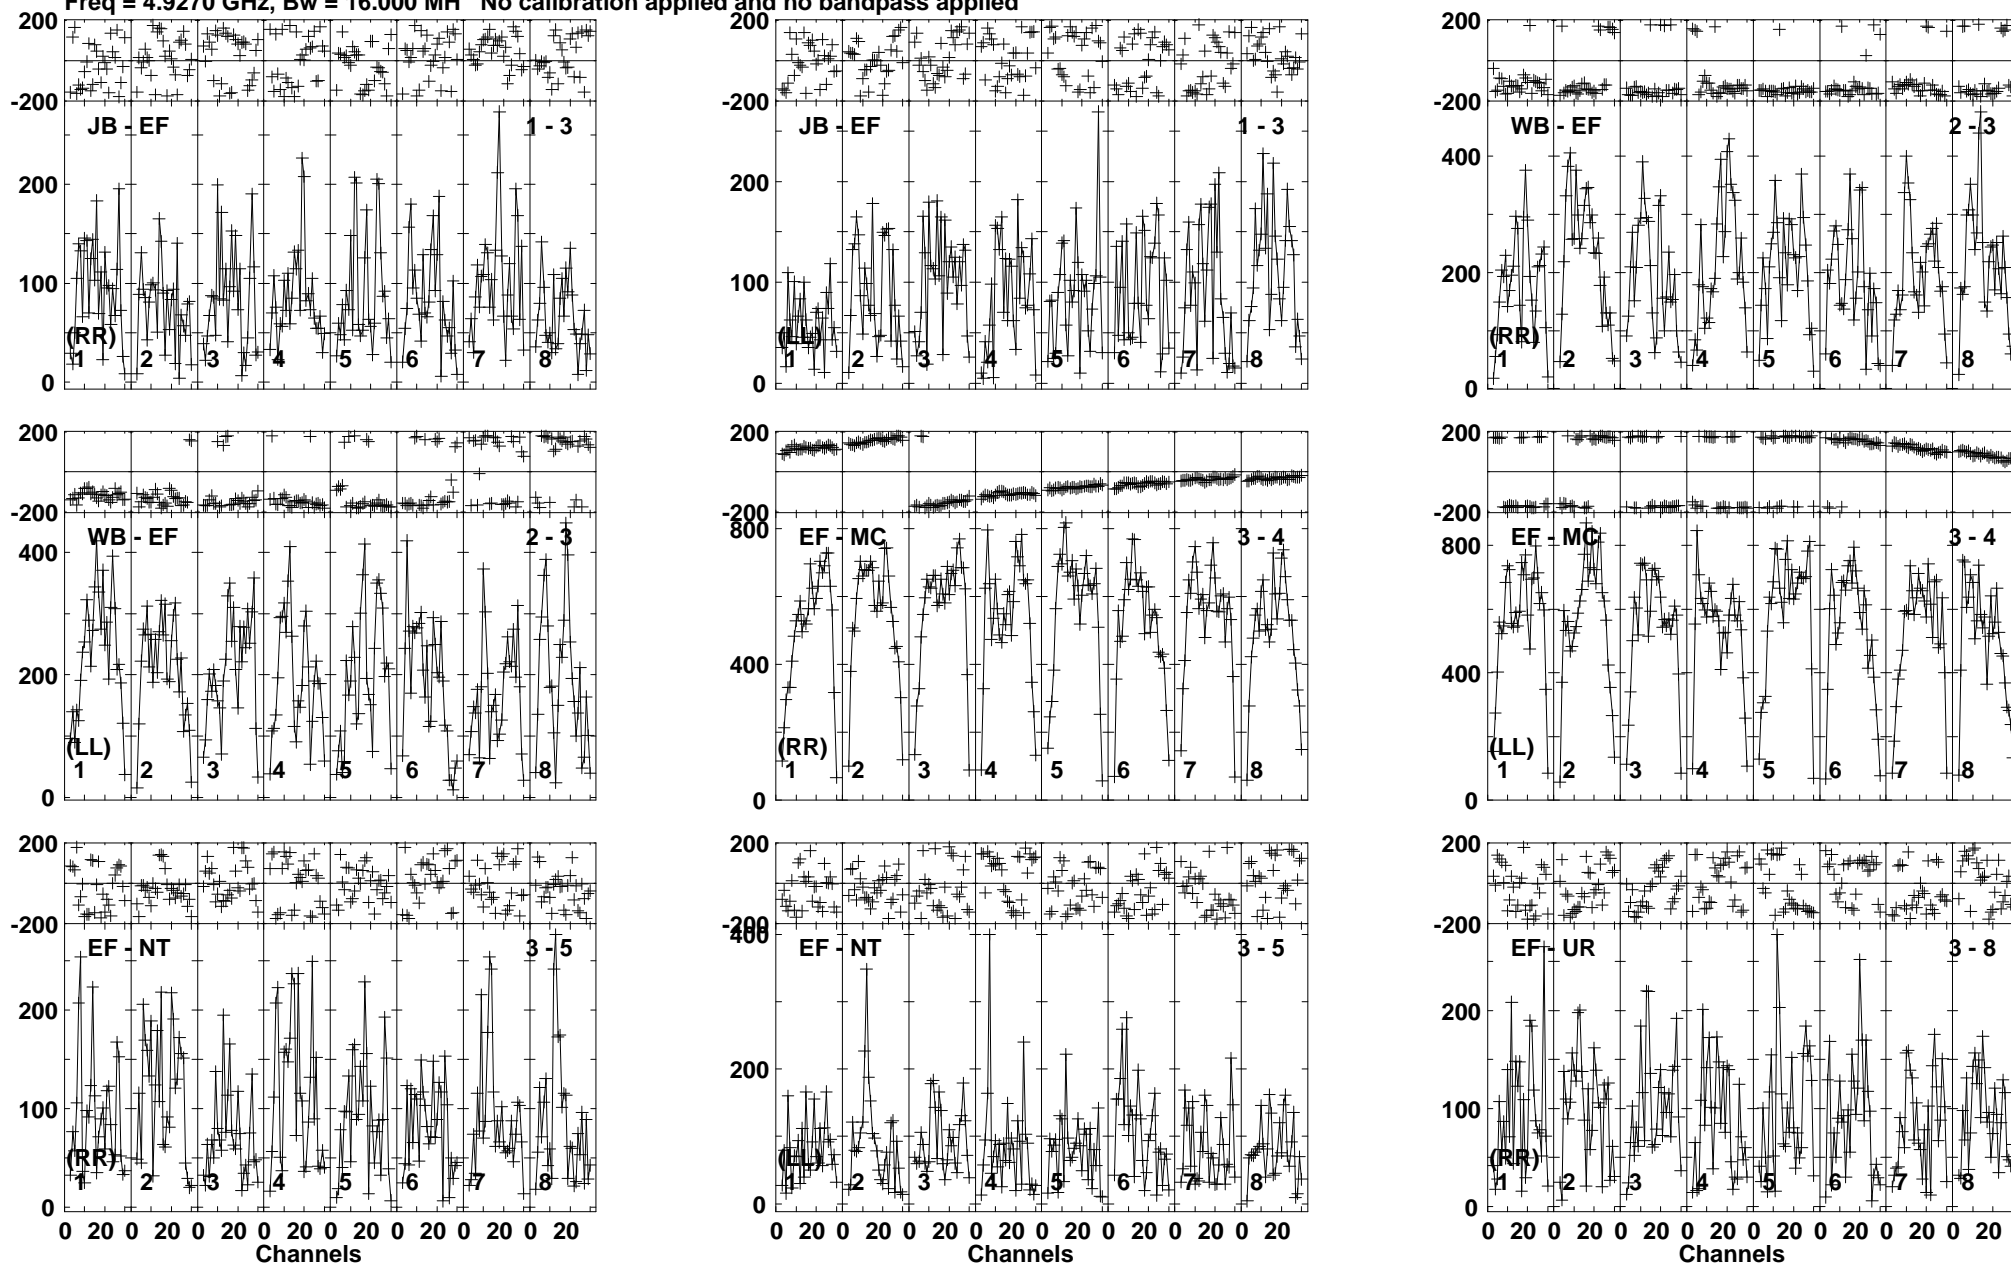 Freq = 4.9270 GHz, Bw = 16.000 MH No calibration applied and no bandpass applied
200 200 200
-200 -200 -200
JB - EF 1 - 3 JB - EF 1 - 3 WB - EF 2 - 3
200 200 400
100 100 200
(RR) (LL) (RR)
1 2 3 4 5 6 7 8 1 2 3 4 5 6 7 8 1 2 3 4 5 6 7 8
0 0 0
200 200 200
-200 -200 -200
WB - EF 2 - 3 EF - MC 3 - 4 EF - MC 3 - 4
400 800 800
200 400 400
(LL) (RR) (LL)
1 2 3 4 5 6 7 8 1 2 3 4 5 6 7 8 1 2 3 4 5 6 7 8
0 0 0
200 200 200
-200 -200 -200
EF - NT 3 - 5 EF - NT 3 - 5 EF - UR 3 - 8
200 400 200
100 200 100
(RR) (LL) (RR)
1 2 3 4 5 6 7 8 1 2 3 4 5 6 7 8 1 2 3 4 5 6 7 8
0 0 0
0 20 0 20 0 20 0 20 0 20 0 20 0 20 0 20 0 20 0 20 0 20 0 20 0 20 0 20 0 20 0 20 0 20 0 20 0 20 0 20 0 20 0 20 0 20 0 20
Channels Channels Channels